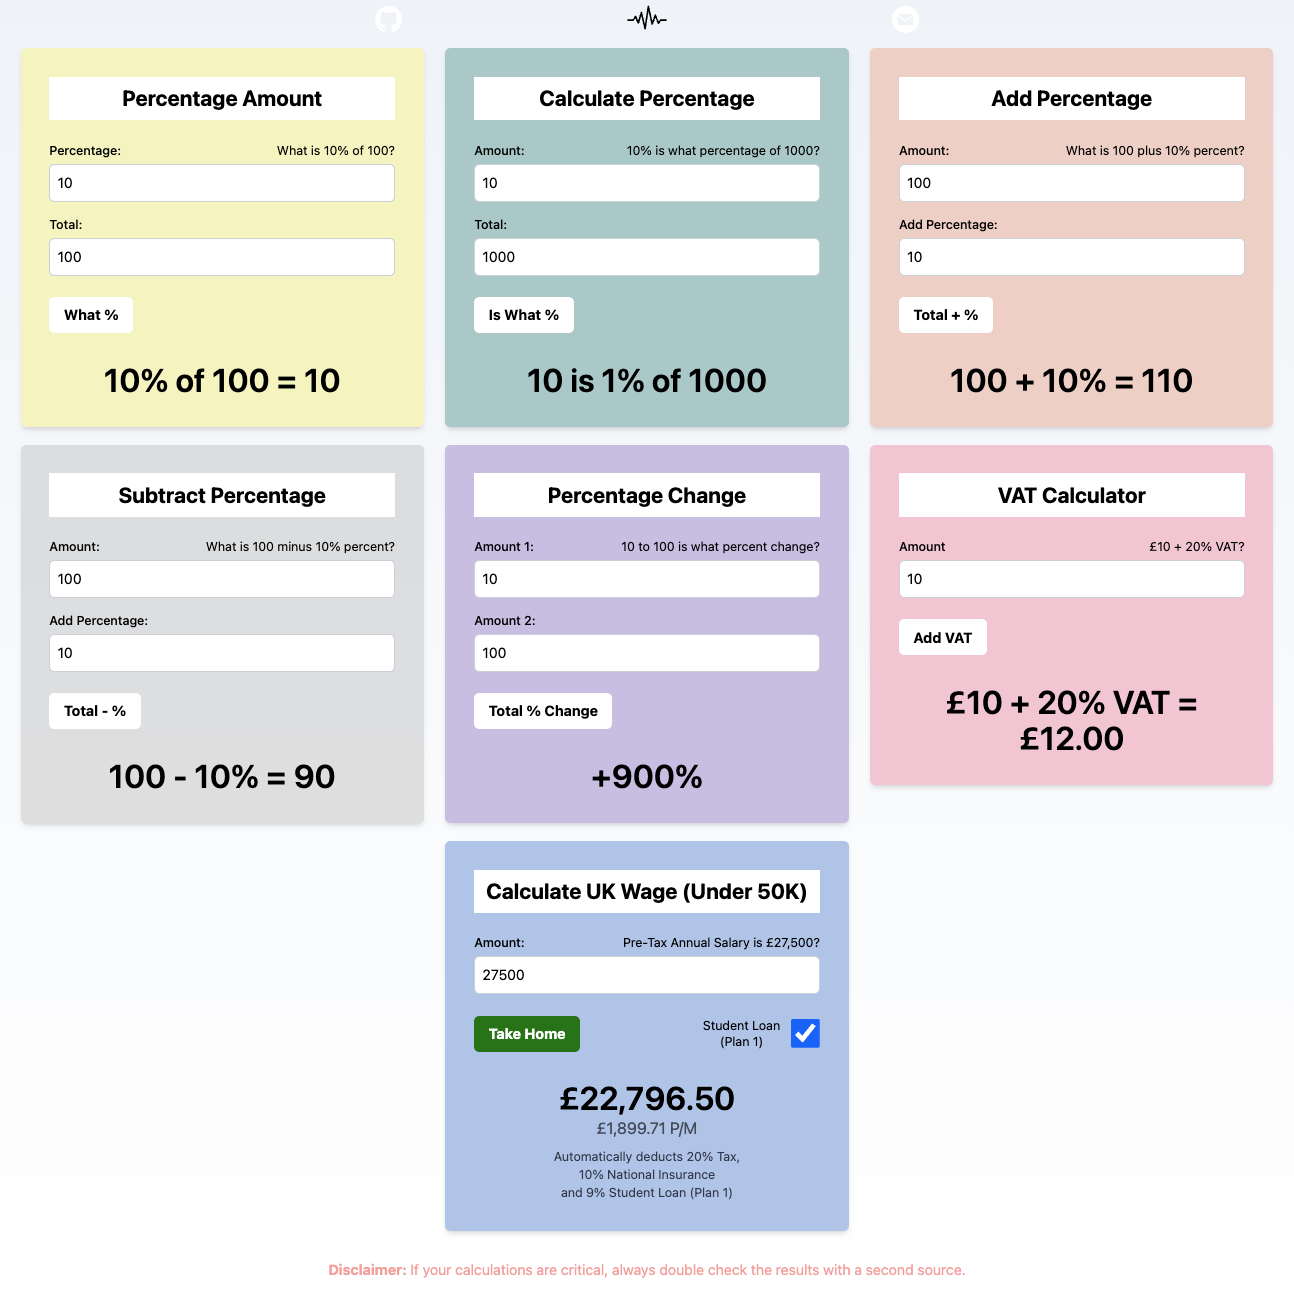 Percentage Amount
Percentage: What is 10% of 100?
10
Total:
100
What %
10% of 100 = 10
Calculate Percentage
Amount: 10% is what percentage of 1000?
10
Total:
1000
Is What %
10 is 1% of 1000
Add Percentage
Amount: What is 100 plus 10% percent?
100
Add Percentage:
10
Total + %
100 + 10% = 110
Subtract Percentage
Amount: What is 100 minus 10% percent?
100
Add Percentage:
10
Total - %
100 - 10% = 90
Percentage Change
Amount 1: 10 to 100 is what percent change?
10
Amount 2:
100
Total % Change
+900%
VAT Calculator
Amount £10 + 20% VAT?
10
Add VAT
£10 + 20% VAT =
£12.00
Calculate UK Wage (Under 50K)
Amount: Pre-Tax Annual Salary is £27,500?
27500
Take Home
Student Loan
(Plan 1)
£22,796.50
£1,899.71 P/M
Automatically deducts 20% Tax,
10% National Insurance
and 9% Student Loan (Plan 1)
Disclaimer: If your calculations are critical, always double check the results with a second source.